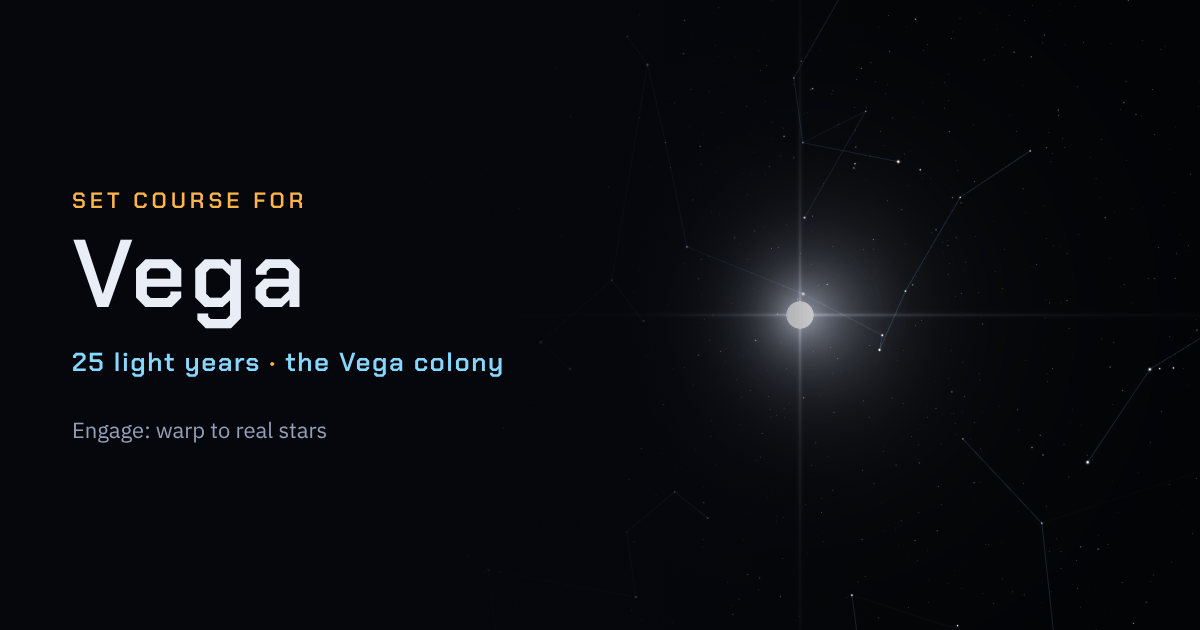 SET COURSE FOR
Vega
25 light years · the Vega colony
Engage: warp to real stars